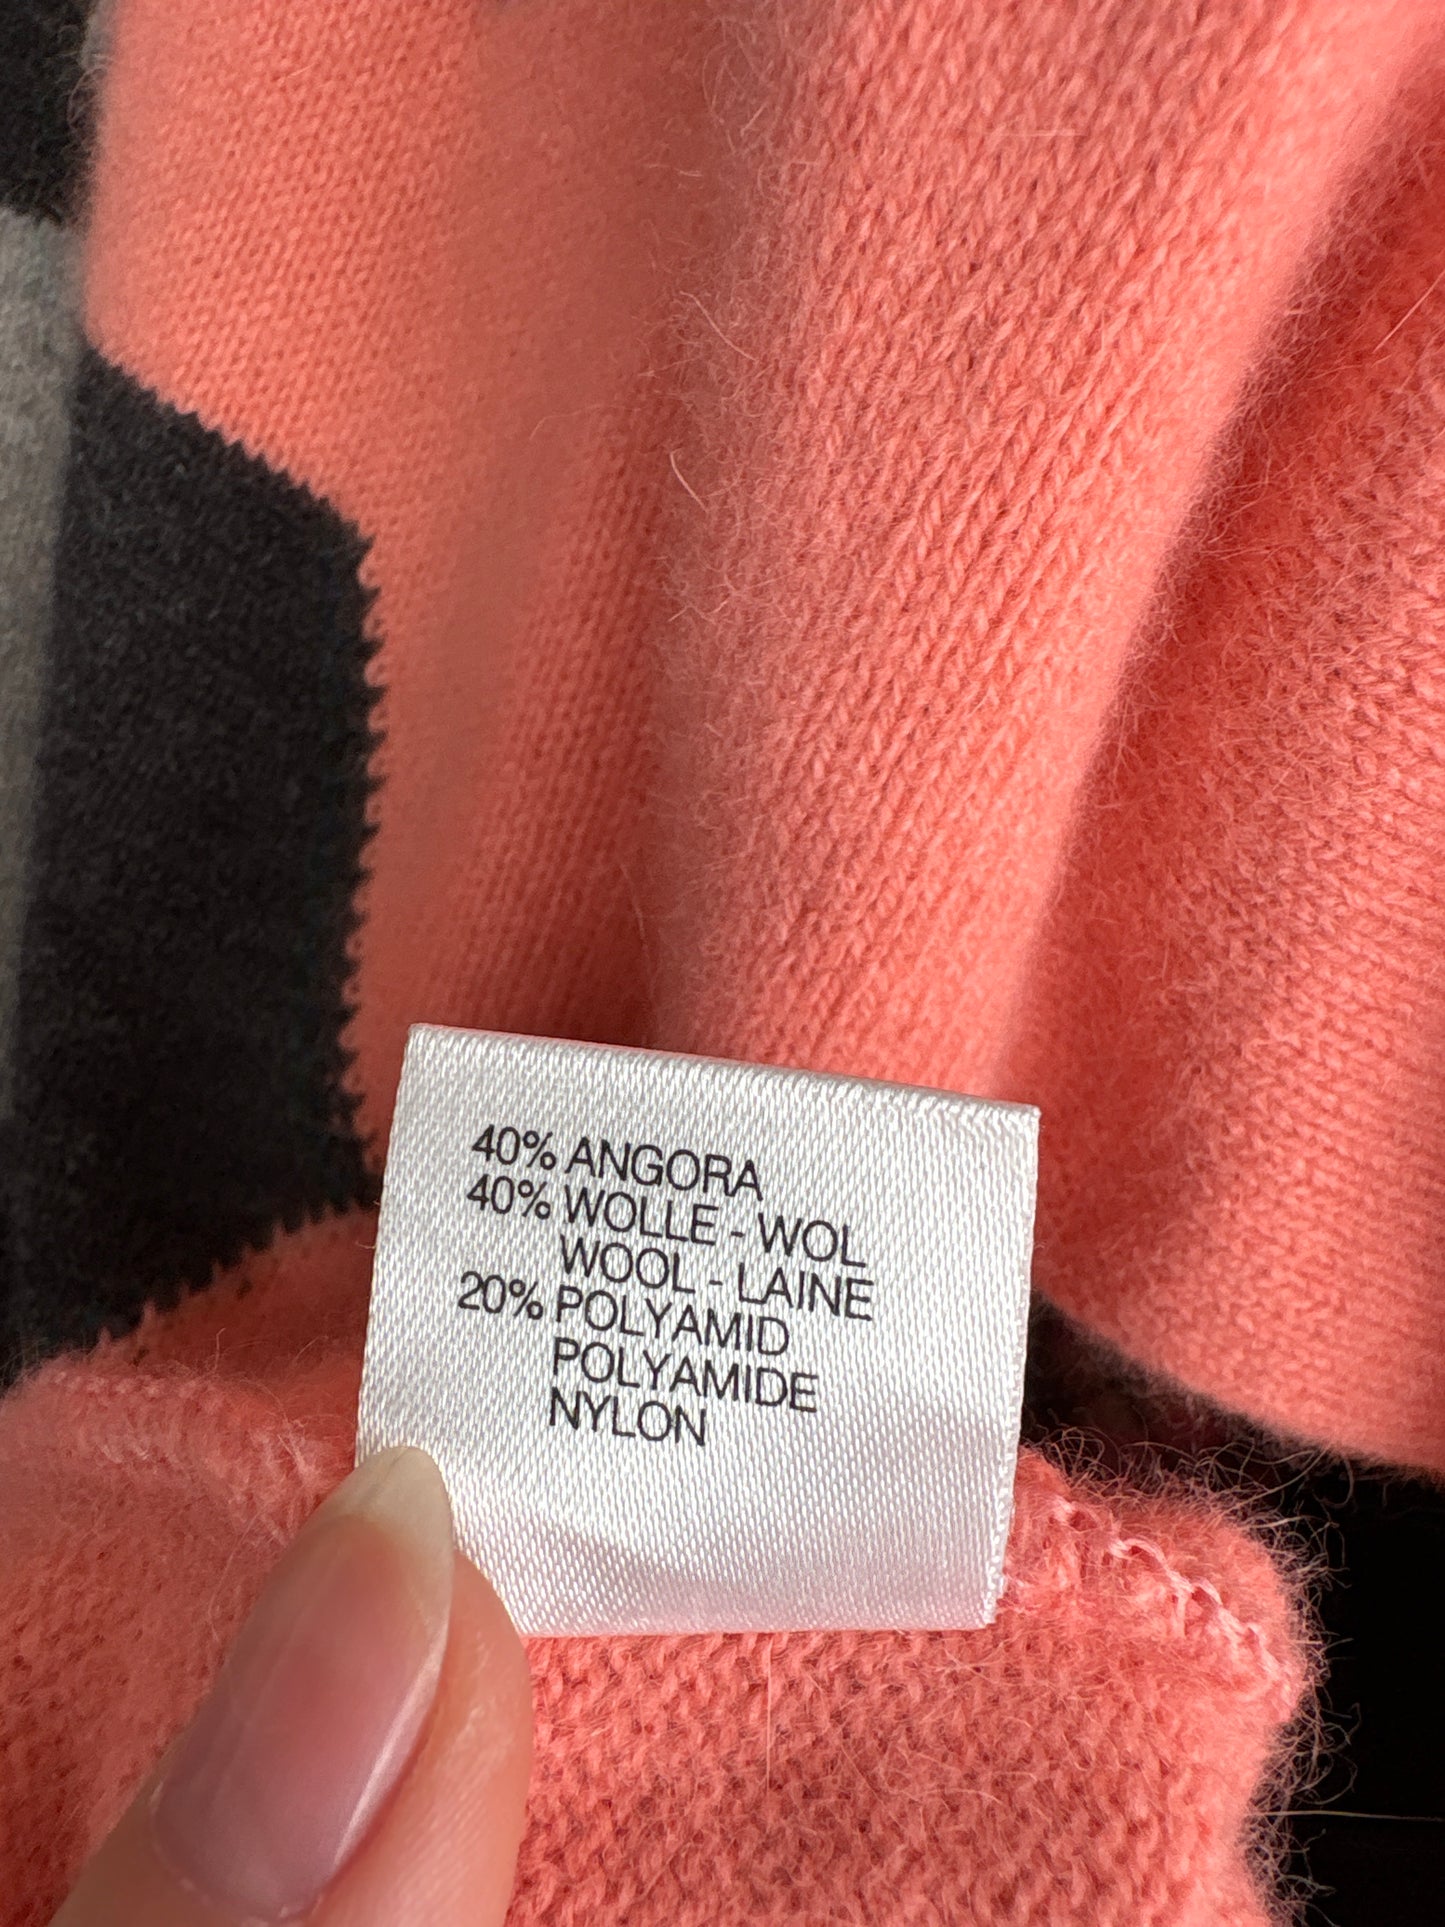 40% ANGORA
40% WOLLE - WOL
WOOL - LAINE
20% POLYAMID
POLYAMIDE
NYLON